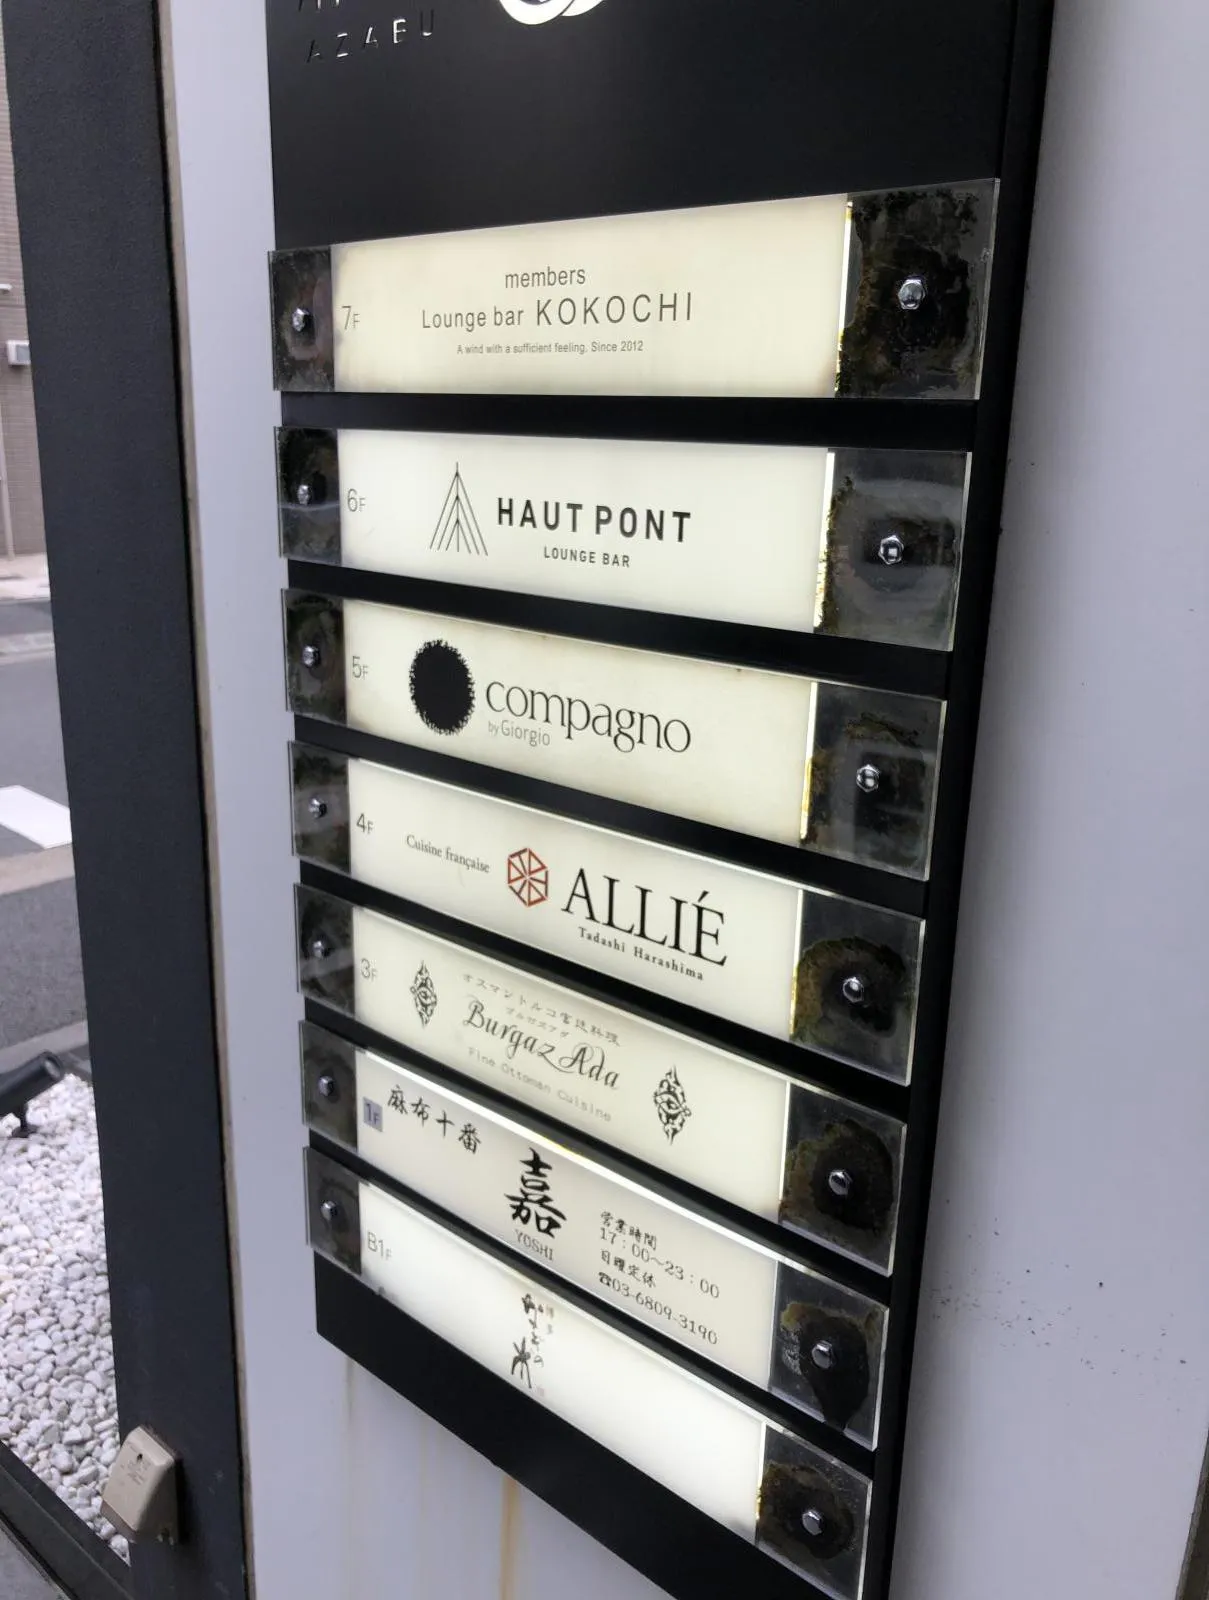 AZABU
7F
members
Lounge bar KOKOCHI
A wind with a sufficient feeling. Since 2012
6F
HAUT PONT
LOUNGE BAR
5F
compagno
by Giorgio
4F
Cuisine française
ALLIÉ
Tadashi Harashima
3F
オスマントルコ宮廷料理
ブルガズアダ
Burgaz Ada
Fine Ottoman Cuisine
1F
麻布十番
嘉
YOSHI
営業時間
17:00~23:00
日曜定休
☎03-6809-3190
B1F
博多